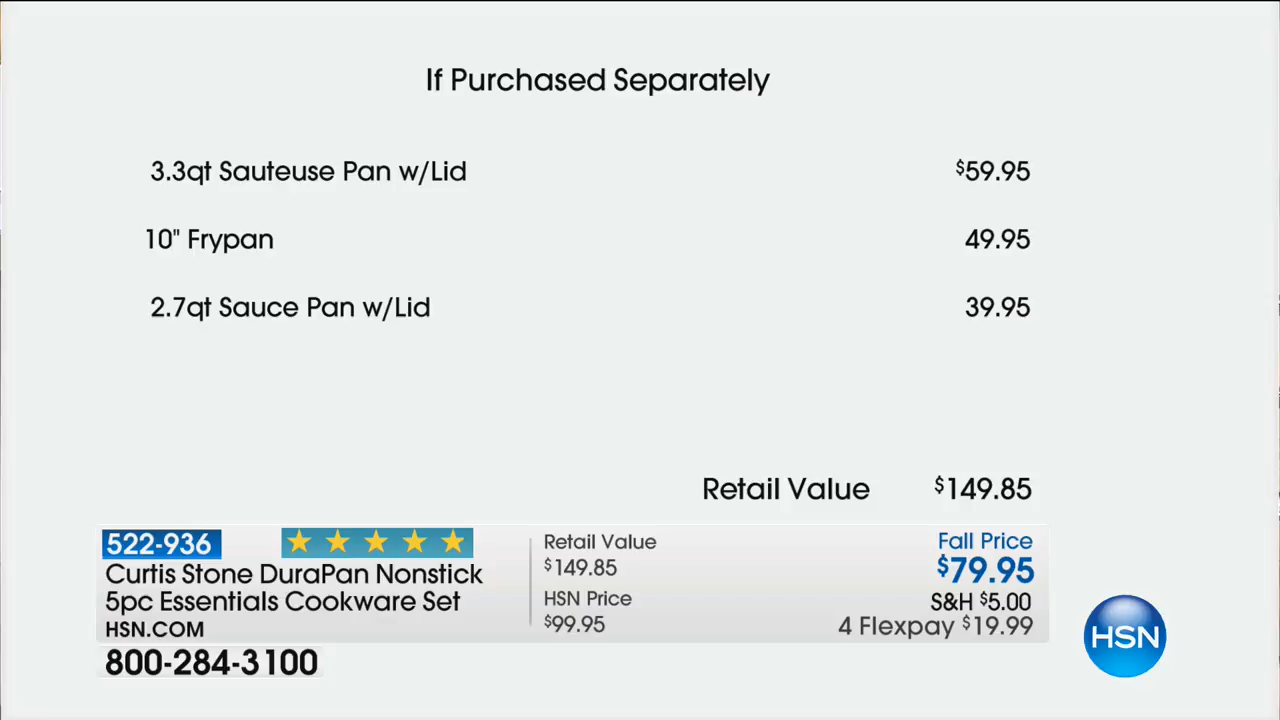 If Purchased Separately
3.3qt Sauteuse Pan w/Lid $59.95
10" Frypan 49.95
2.7qt Sauce Pan w/Lid 39.95
Retail Value $149.85
522-936
Curtis Stone DuraPan Nonstick
5pc Essentials Cookware Set
HSN.COM
800-284-3100
Retail Value
$149.85
HSN Price
$99.95
Fall Price
$79.95
S&H $5.00
4 Flexpay $19.99
HSN